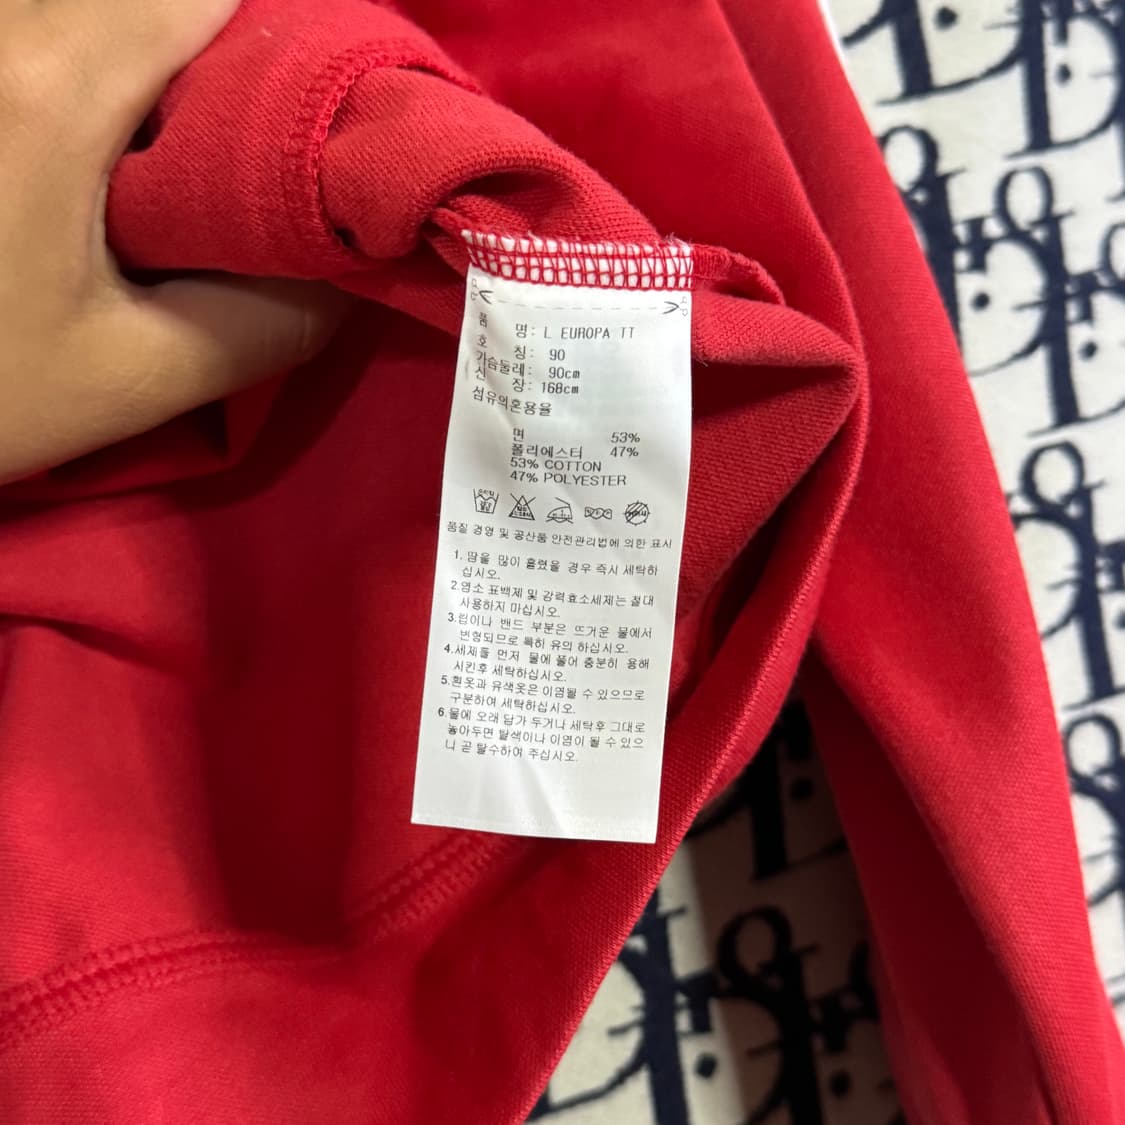 품 명: L EUROPA TT
호 칭: 90
가슴둘레: 90cm
신 장: 168cm
섬유의혼용율
면 53%
폴리에스터 47%
53% COTTON
47% POLYESTER
품질 경영 및 공산품 안전관리법에 의한 표시
1. 땀을 많이 흘렸을 경우 즉시 세탁하
십시오.
2.염소 표백제 및 강력효소세제는 절대
사용하지 마십시오.
3.립이나 밴드 부분은 뜨거운 물에서
변형되므로 특히 유의 하십시오.
4.세제를 먼저 물에 풀어 충분히 용해
시킨후 세탁하십시오.
5.흰옷과 유색옷은 이염될 수 있으므로
구분하여 세탁하십시오.
6.물에 오래 담가 두거나 세탁후 그대로
놓아두면 탈색이나 이염이 될 수 있으
니 곧 탈수하여 주십시오.